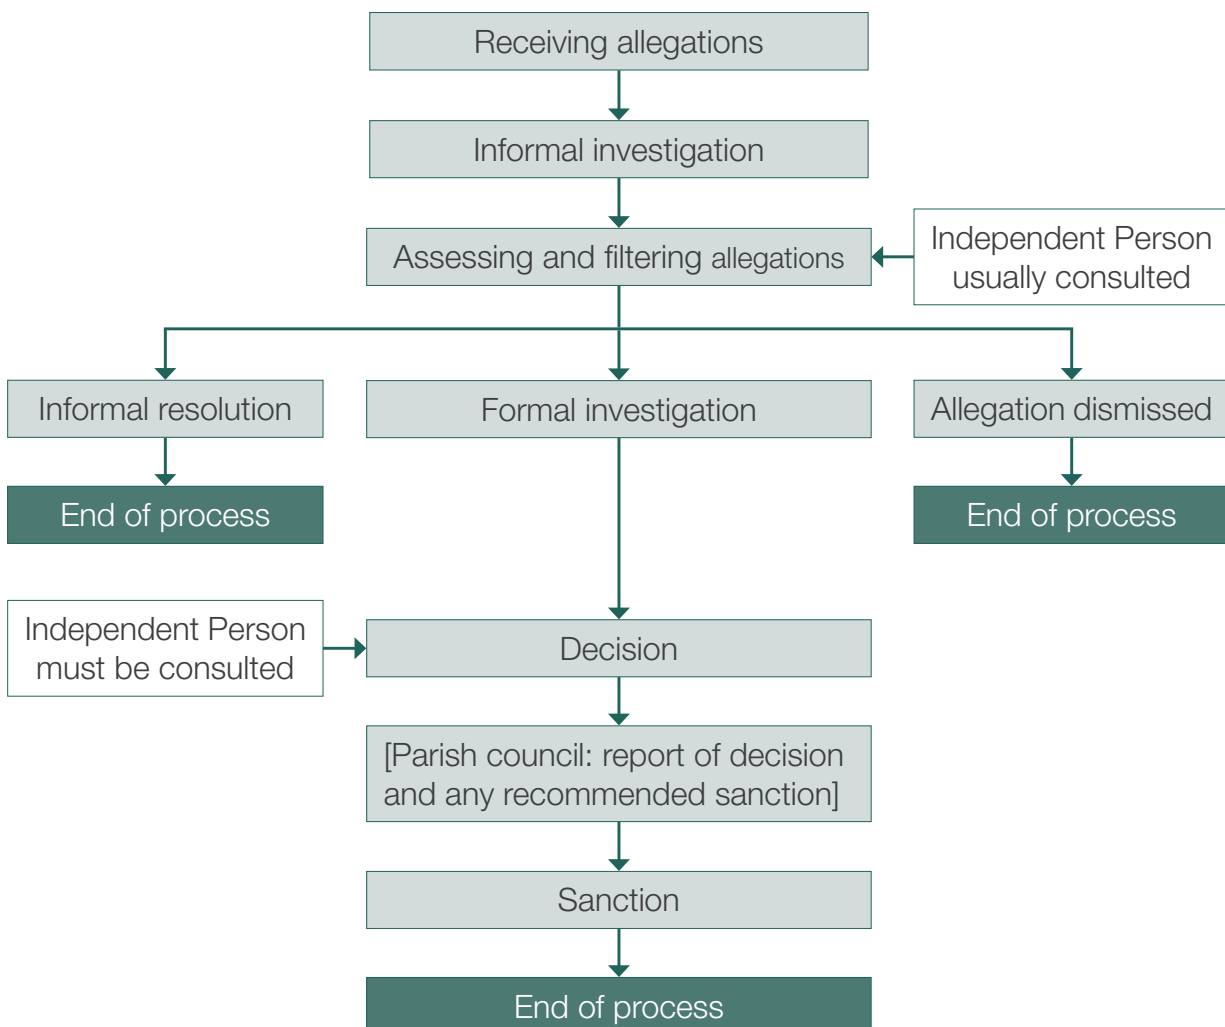 Receiving allegations
Informal investigation
Assessing and filtering allegations
Independent Person
usually consulted
Informal resolution
Formal investigation
Allegation dismissed
End of process
End of process
Independent Person
must be consulted
Decision
[Parish council: report of decision
and any recommended sanction]
Sanction
End of process